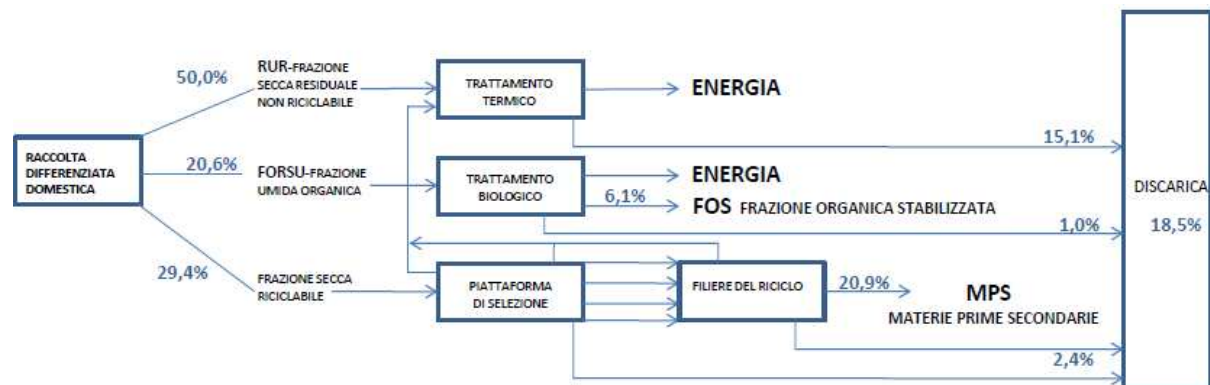 RACCOLTA
DIFFERENZIATA
DOMESTICA
50,0%
RUR-FRAZIONE
SECCA RESIDUALE
NON RICICLABILE
TRATTAMENTO
TERMICO
ENERGIA
15,1%
20,6%
FORSU-FRAZIONE
UMIDA ORGANICA
TRATTAMENTO
BIOLOGICO
ENERGIA
6,1%
FOS FRAZIONE ORGANICA STABILIZZATA
1,0%
29,4%
FRAZIONE SECCA
RICICLABILE
PIATTAFORMA
DI SELEZIONE
FILIERE DEL RICICLO
20,9%
MPS
MATERIE PRIME SECONDARIE
2,4%
DISCARICA
18,5%